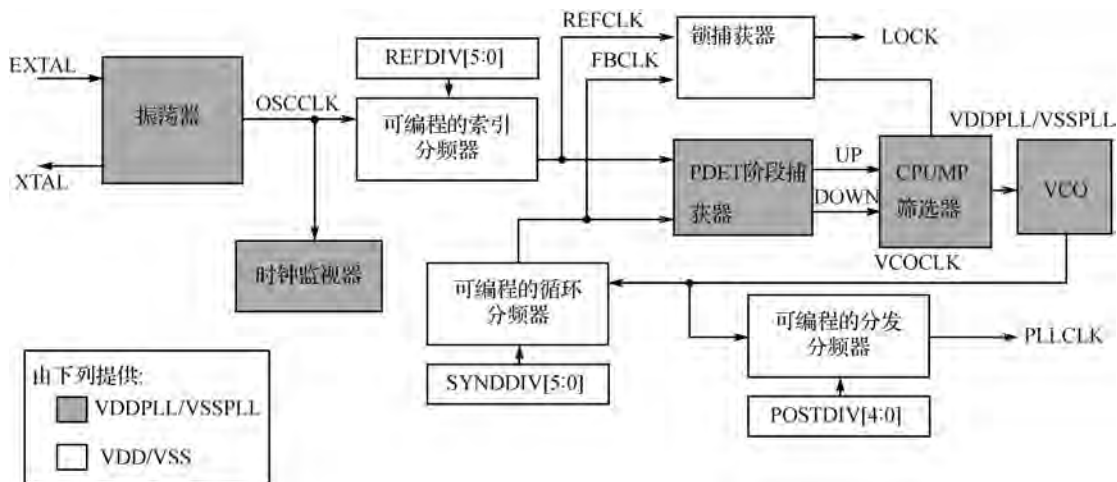 REFCLK
锁捕获器
LOCK
REFDIV[5:0]
FBCLK
EXTAL
振荡器
OSCCLK
可编程的索引
分频器
VDDPLL/VSSPLL
XTAL
PDET阶段捕
获器
UP
DOWN
CPUMP
筛选器
VCO
时钟监视器
VCOCLK
可编程的循环
分频器
可编程的分发
分频器
PLLCLK
由下列提供:
VDDPLL/VSSPLL
VDD/VSS
SYNDDIV[5:0]
POSTDIV[4:0]